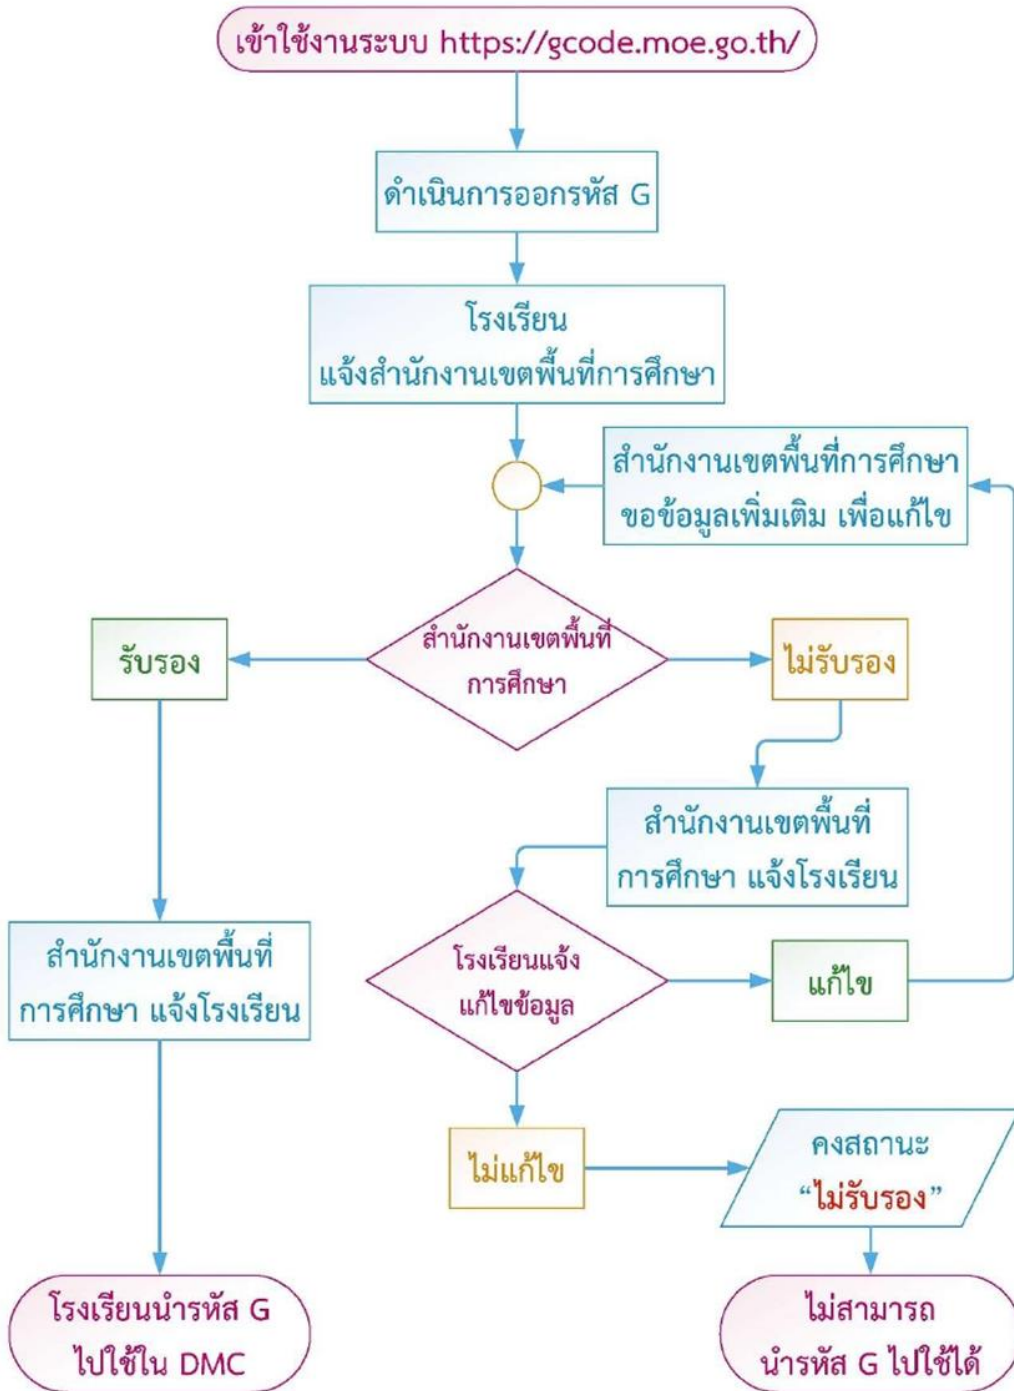 เข้าใช้งานระบบ https://gcode.moe.go.th/
ดำเนินการออกรหัส G
โรงเรียน
แจ้งสำนักงานเขตพื้นที่การศึกษา
สำนักงานเขตพื้นที่การศึกษา
ขอข้อมูลเพิ่มเติม เพื่อแก้ไข
สำนักงานเขตพื้นที่
การศึกษา
รับรอง
ไม่รับรอง
สำนักงานเขตพื้นที่
การศึกษา แจ้งโรงเรียน
สำนักงานเขตพื้นที่
การศึกษา แจ้งโรงเรียน
โรงเรียนแจ้ง
แก้ไขข้อมูล
แก้ไข
ไม่แก้ไข
คงสถานะ
“ไม่รับรอง”
โรงเรียนนำรหัส G
ไปใช้ใน DMC
ไม่สามารถ
นำรหัส G ไปใช้ได้